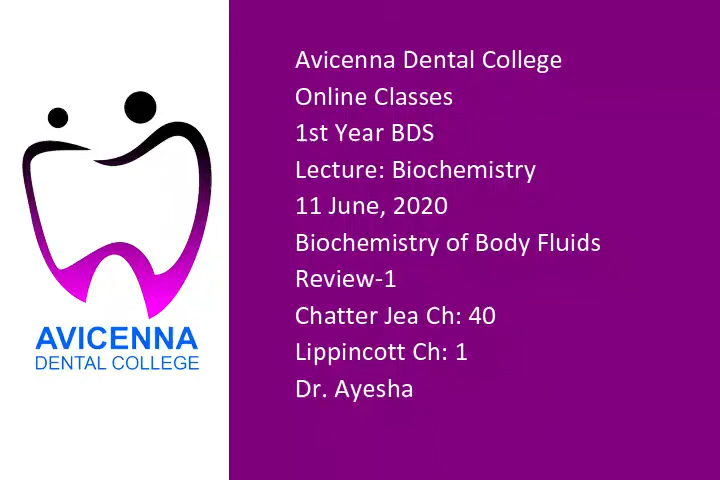 AVICENNA
DENTAL COLLEGE
Avicenna Dental College
Online Classes
1st Year BDS
Lecture: Biochemistry
11 June, 2020
Biochemistry of Body Fluids
Review-1
Chatter Jea Ch: 40
Lippincott Ch: 1
Dr. Ayesha